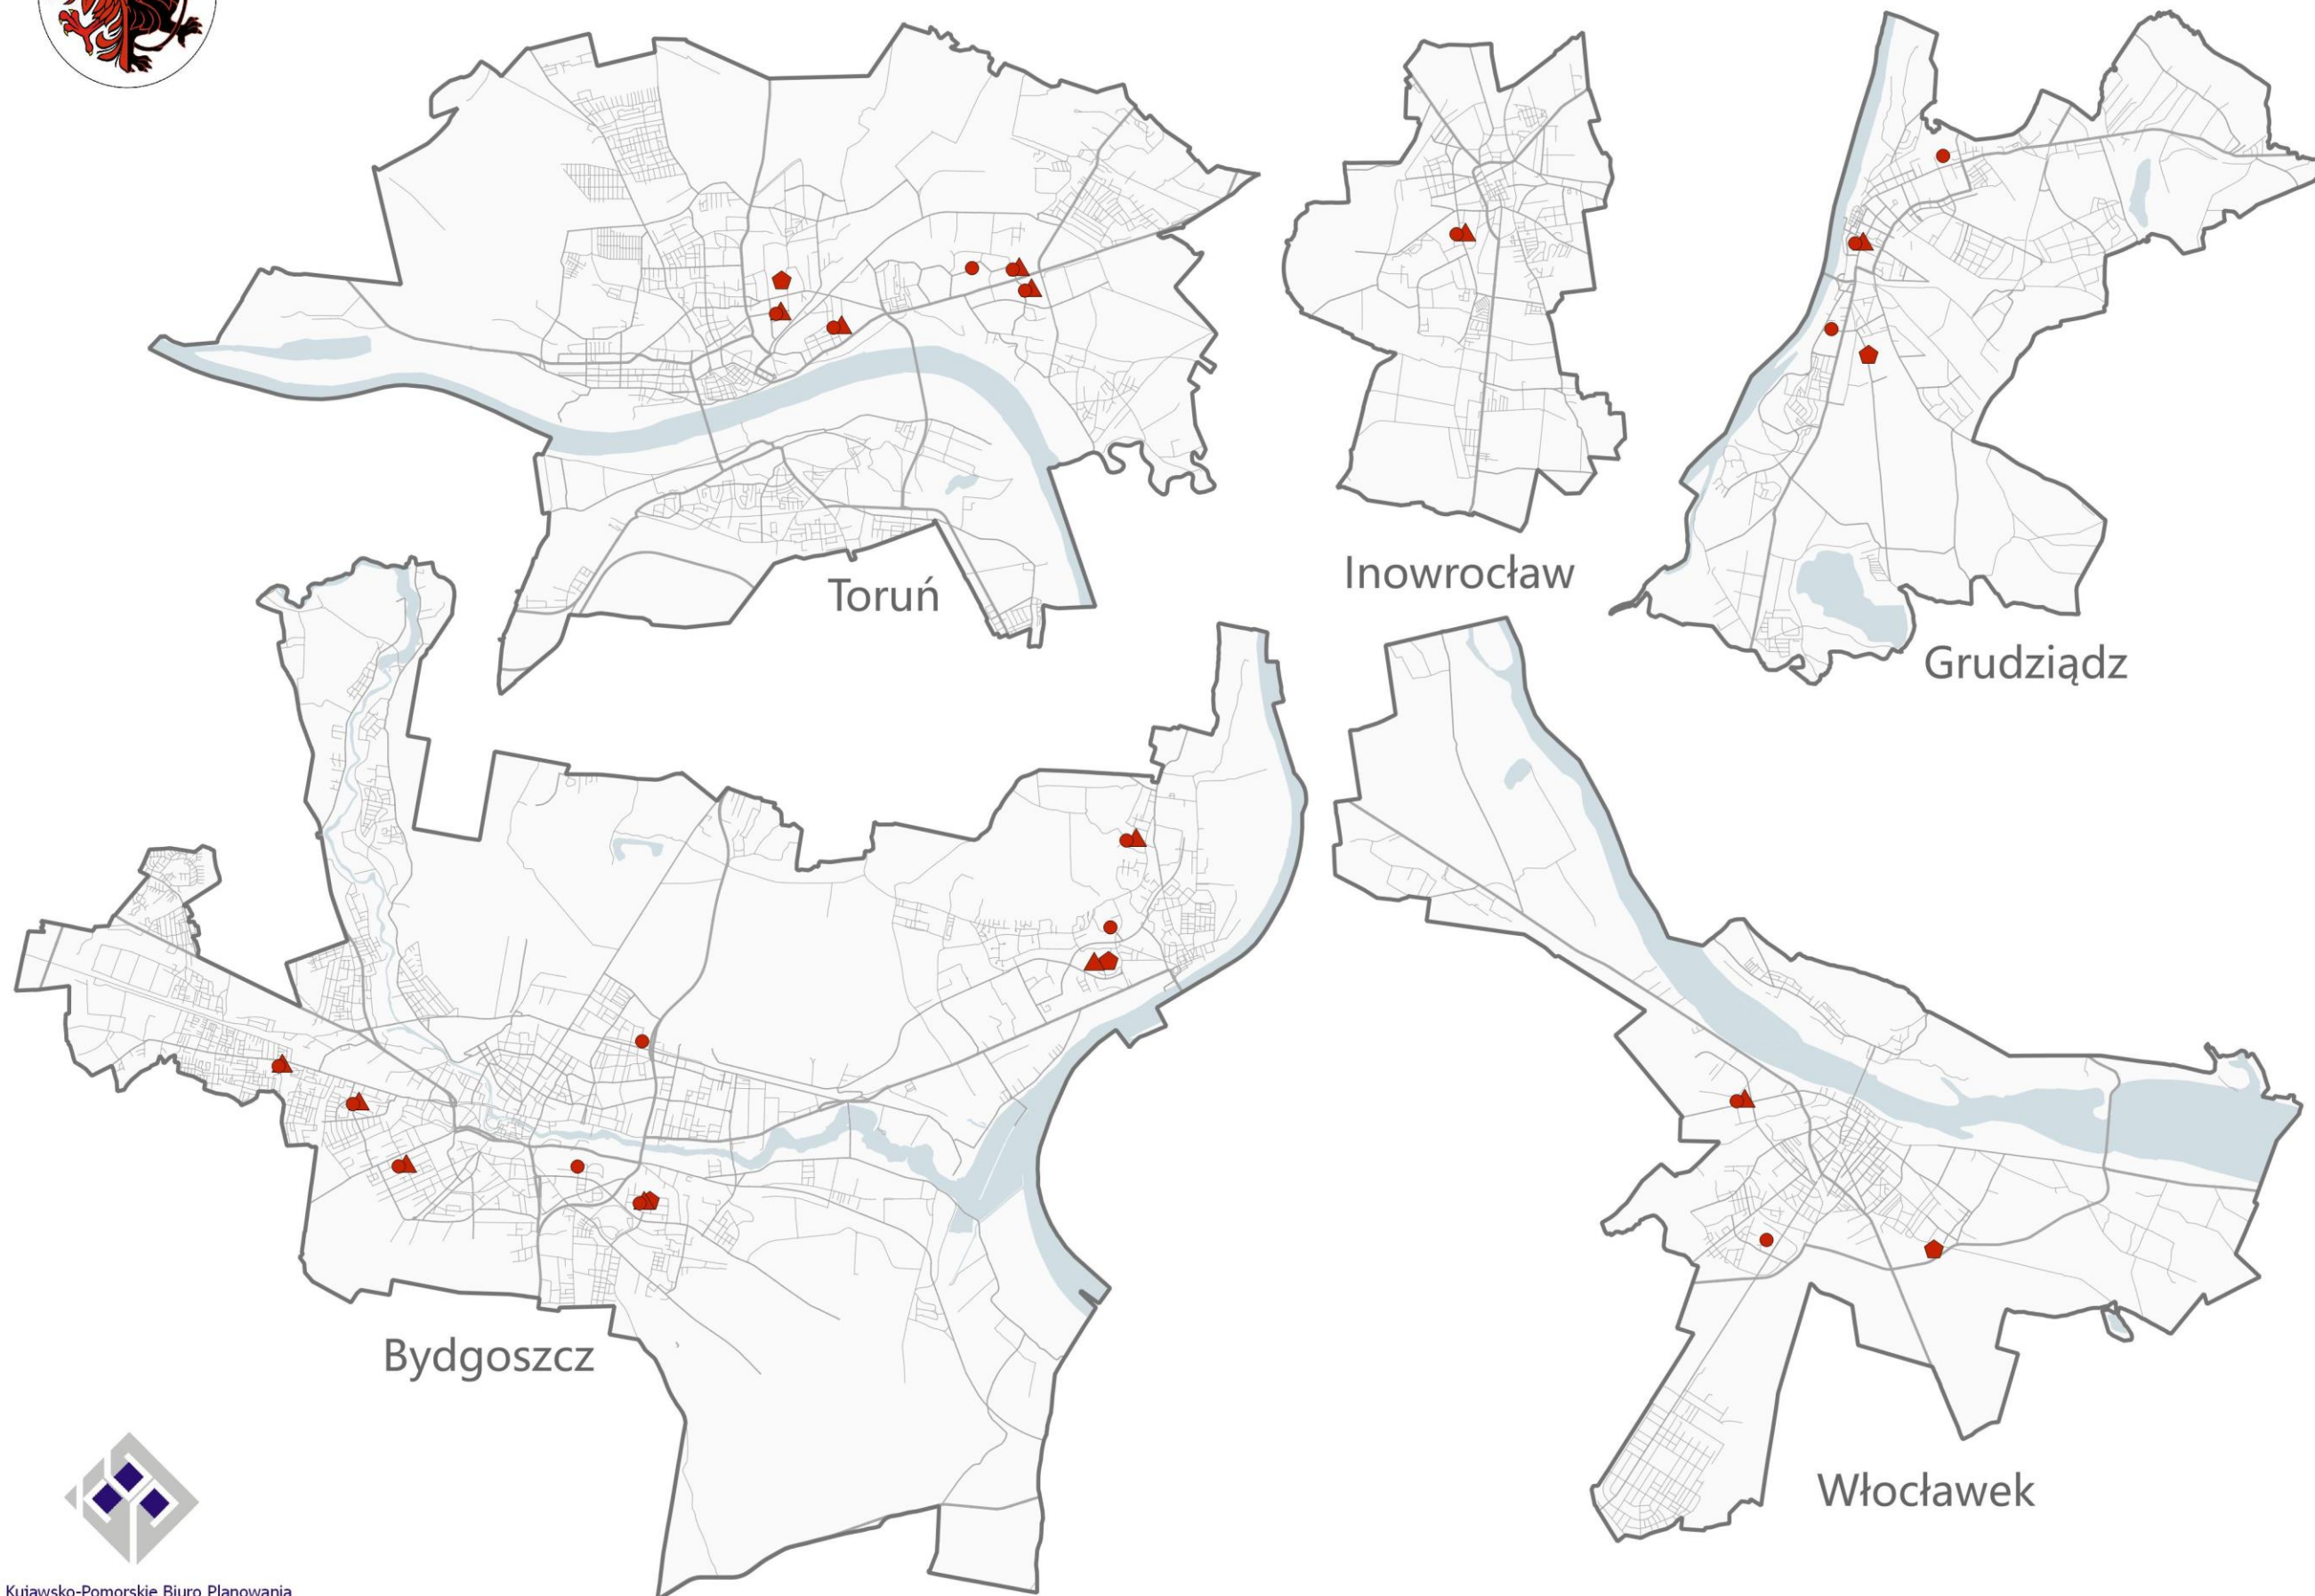 Toruń
Inowrocław
Grudziądz
Bydgoszcz
Włocławek
Kujawsko-Pomorskie Biuro Planowania